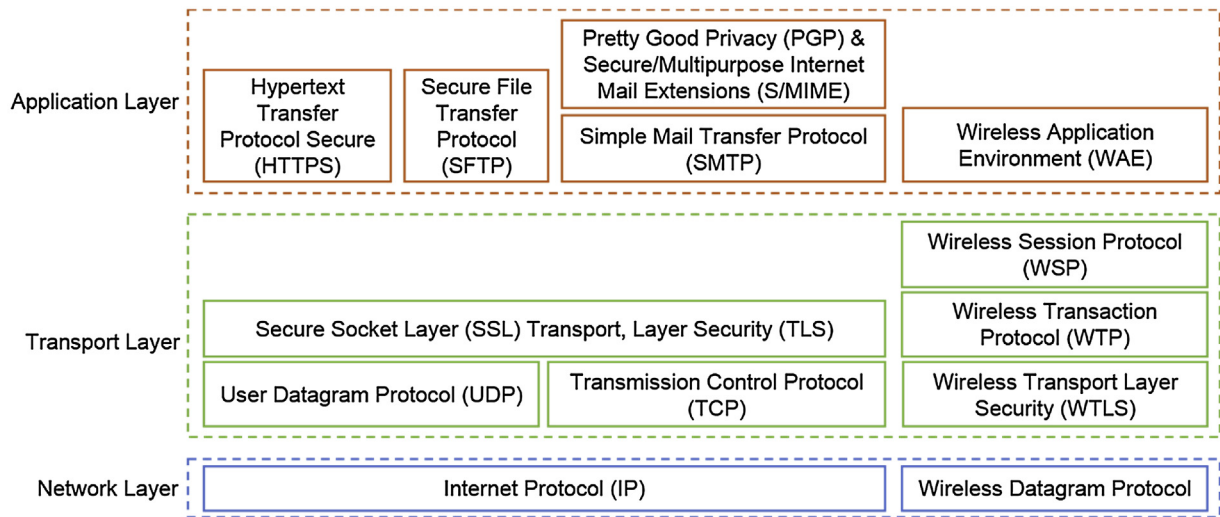 Application Layer
Hypertext
Transfer
Protocol Secure
(HTTPS)
Secure File
Transfer
Protocol
(SFTP)
Pretty Good Privacy (PGP) &
Secure/Multipurpose Internet
Mail Extensions (S/MIME)
Simple Mail Transfer Protocol
(SMTP)
Wireless Application
Environment (WAE)
Transport Layer
Secure Socket Layer (SSL) Transport, Layer Security (TLS)
User Datagram Protocol (UDP)
Transmission Control Protocol
(TCP)
Wireless Session Protocol
(WSP)
Wireless Transaction
Protocol (WTP)
Wireless Transport Layer
Security (WTLS)
Network Layer
Internet Protocol (IP)
Wireless Datagram Protocol